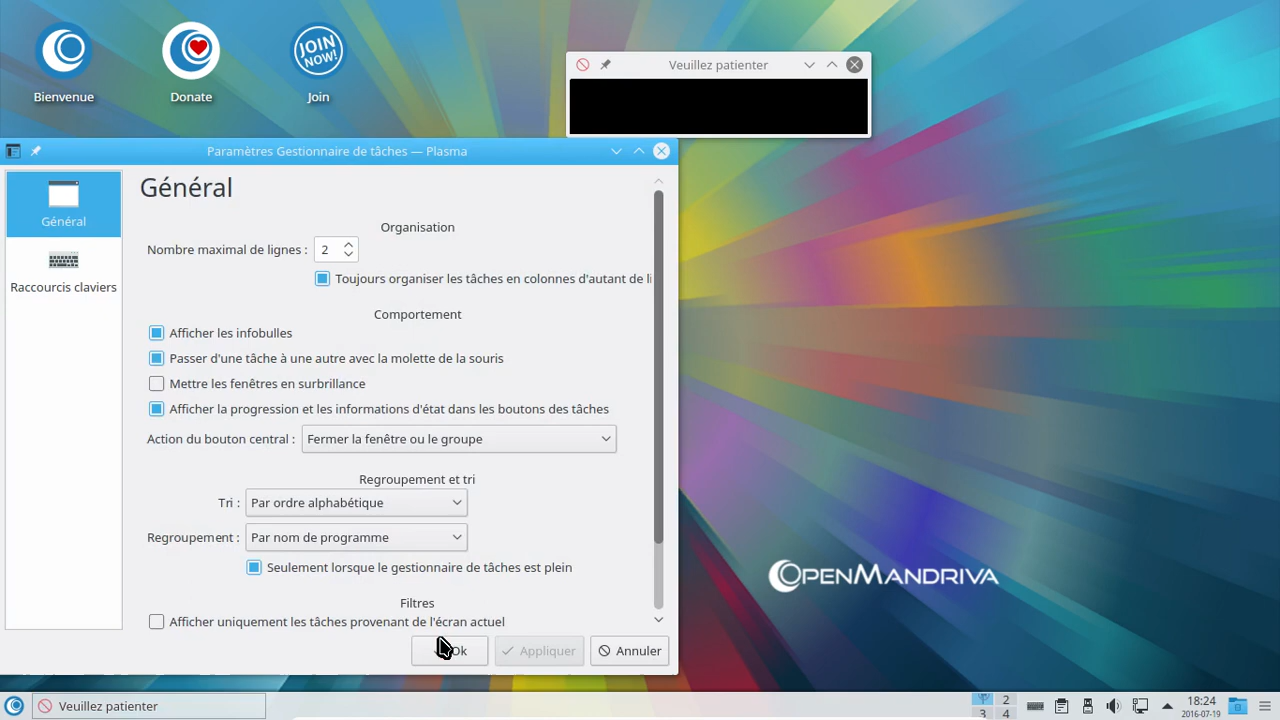 JOIN NOW!
Bienvenue
Donate
Join
Veuillez patienter
Paramètres Gestionnaire de tâches — Plasma
Général
Raccourcis claviers
Général
Organisation
Nombre maximal de lignes :
2
Toujours organiser les tâches en colonnes d'autant de li
Comportement
Afficher les infobulles
Passer d'une tâche à une autre avec la molette de la souris
Mettre les fenêtres en surbrillance
Afficher la progression et les informations d'état dans les boutons des tâches
Action du bouton central : Fermer la fenêtre ou le groupe
Regroupement et tri
Tri : Par ordre alphabétique
Regroupement : Par nom de programme
Seulement lorsque le gestionnaire de tâches est plein
Filtres
Afficher uniquement les tâches provenant de l'écran actuel
Ok
Appliquer
Annuler
OpenMandriva
Veuillez patienter
2
3 4
18:24
2016-07-19